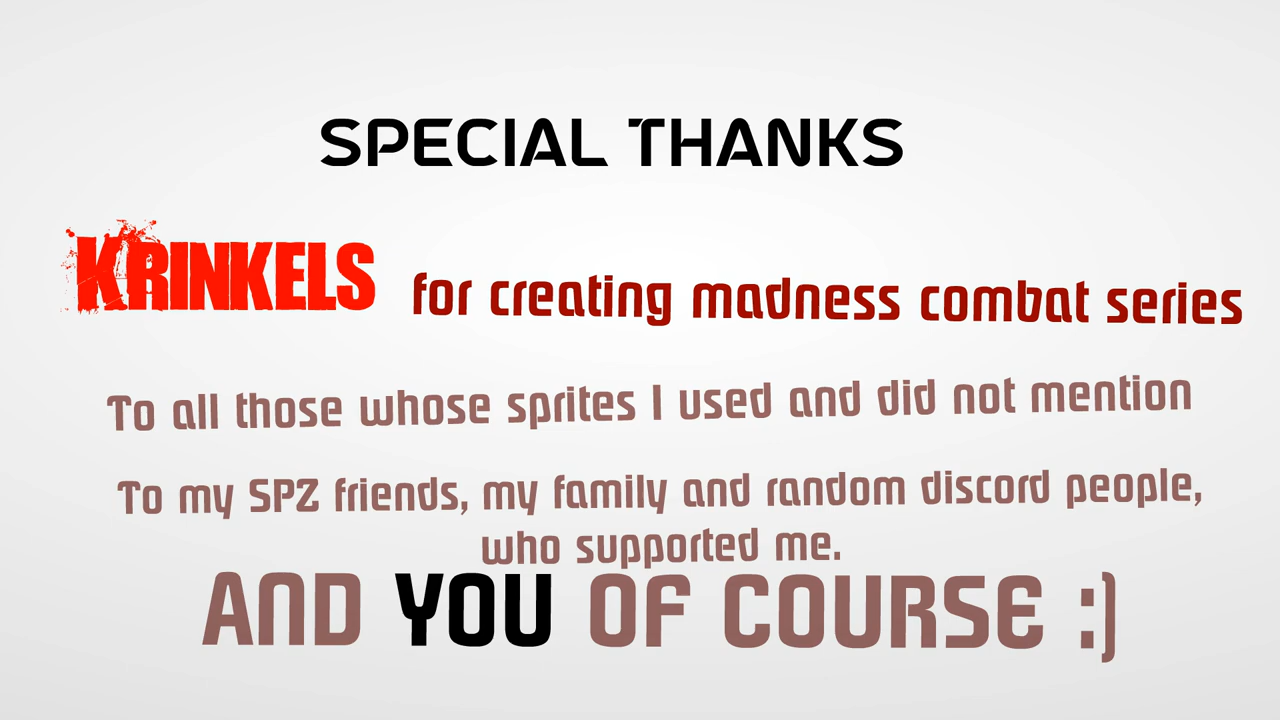 SPECIAL THANKS
KRINKELS for creating madness combat series
To all those whose sprites I used and did not mention
To my SPZ friends, my family and random discord people,
who supported me.
AND YOU OF COURSE :)